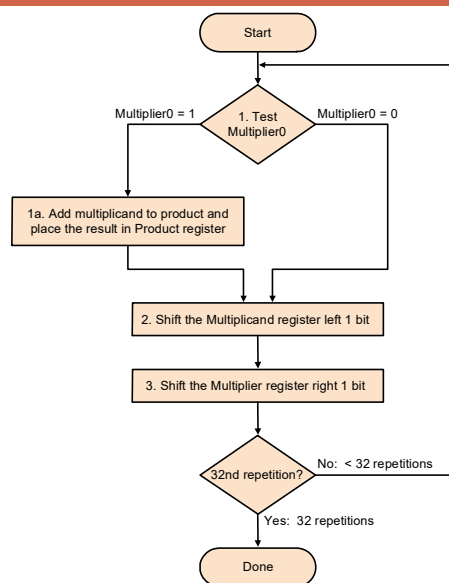 Start
1. Test
Multiplier0
Multiplier0 = 1
Multiplier0 = 0
1a. Add multiplicand to product and
place the result in Product register
2. Shift the Multiplicand register left 1 bit
3. Shift the Multiplier register right 1 bit
32nd repetition?
No: < 32 repetitions
Yes: 32 repetitions
Done